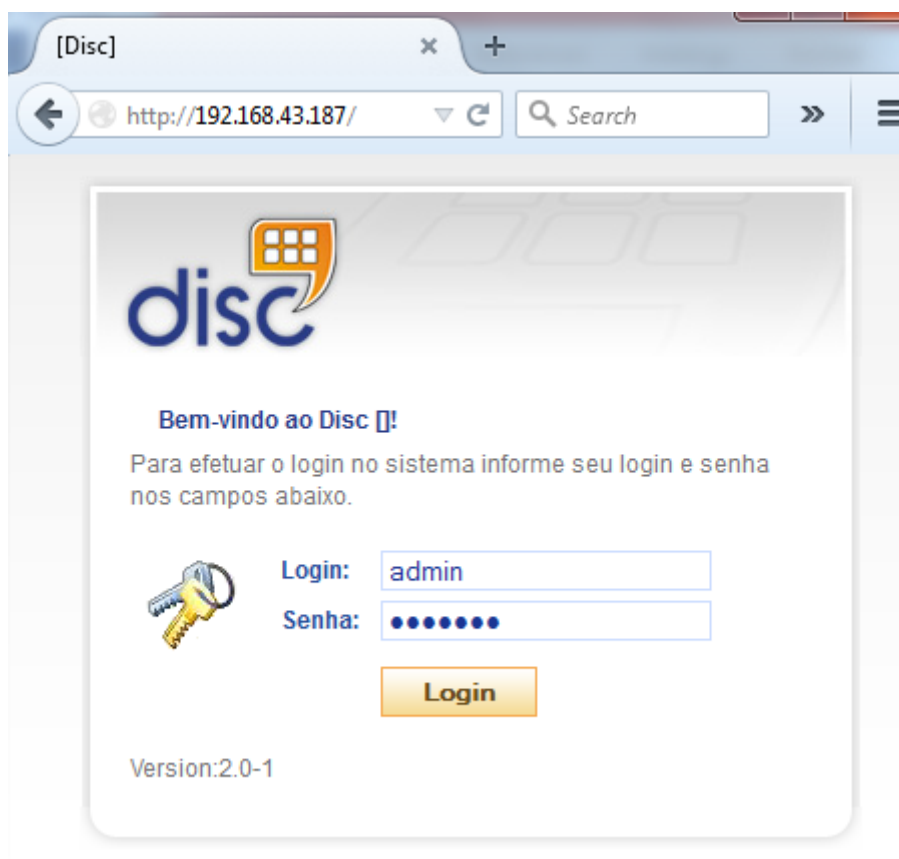 [Disc]
http://192.168.43.187/
Search
disc
Bem-vindo ao Disc []!
Para efetuar o login no sistema informe seu login e senha
nos campos abaixo.
Login: admin
Senha: ●●●●●●●
Login
Version:2.0-1